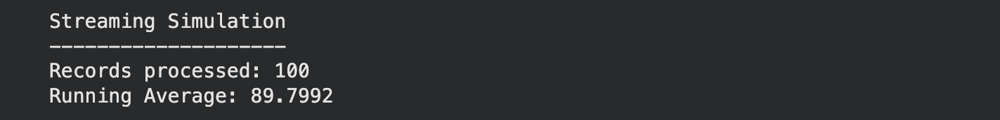 Streaming Simulation
--------------------
Records processed: 100
Running Average: 89.7992